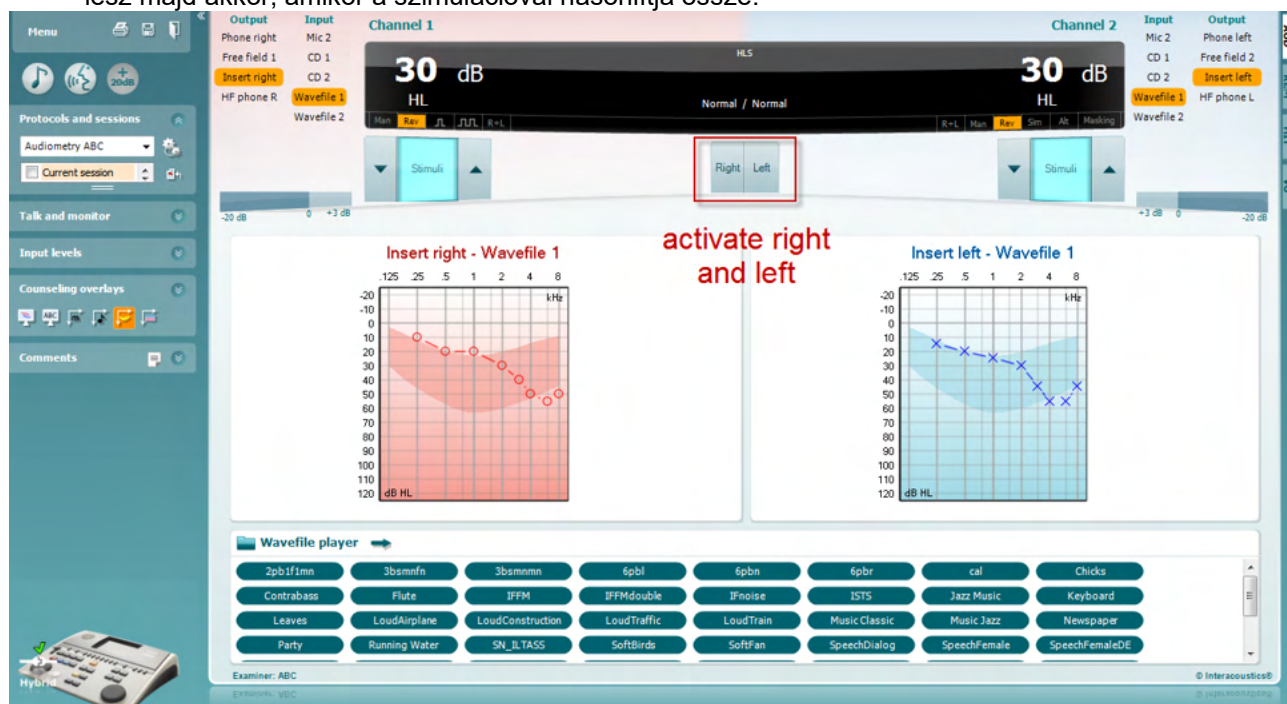 lesz majd akkor, amikor a szimulációval hasonlítja össze.
Menu
Output Input Channel 1
Phone right Mic 2
Free field 1 CD 1
Insert right CD 2
HF phone R Wavefile 1
Wavefile 2
HLS
30 dB
HL
Normal / Normal
30 dB
HL
Man Rev R+L
R+L Man Rev Sim Alt Masking
Channel 2 Input Output
Mic 2 Phone left
CD 1 Free field 2
CD 2 Insert left
Wavefile 1 HF phone L
Wavefile 2
+20dB
Protocols and sessions
Audiometry ABC
Current session
Talk and monitor
Input levels
Counseling overlays
ABC
Comments
Hybrid
Stimuli
Right Left
Stimuli
-20 dB 0 +3 dB
+3 dB 0 -20 dB
activate right
and left
Insert right - Wavefile 1
.125 .25 .5 1 2 4 8
kHz
-20
-10
0
10
20
30
40
50
60
70
80
90
100
110
120
dB HL
Insert left - Wavefile 1
.125 .25 .5 1 2 4 8
kHz
-20
-10
0
10
20
30
40
50
60
70
80
90
100
110
120
dB HL
Wavefile player
2pb1f1mn 3bsmnfn 3bsmnmn 6pbl 6pbn 6pbr cal Chicks
Contrabass Flute IFFM IFFMdouble IFnoise ISTS Jazz Music Keyboard
Leaves LoudAirplane LoudConstruction LoudTraffic LoudTrain Music Classic Music Jazz Newspaper
Party Running Water SN_ILTASS SoftBirds SoftFan SpeechDialog SpeechFemale SpeechFemaleDE
Examiner: ABC
© Interacoustics®